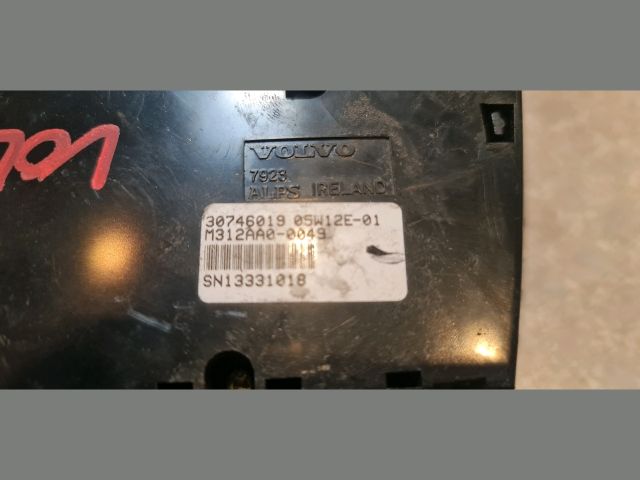 VOLVO
7923
ALPS IRELAND
30746019 05W12E-01
M312AA0-0049
SN13331018